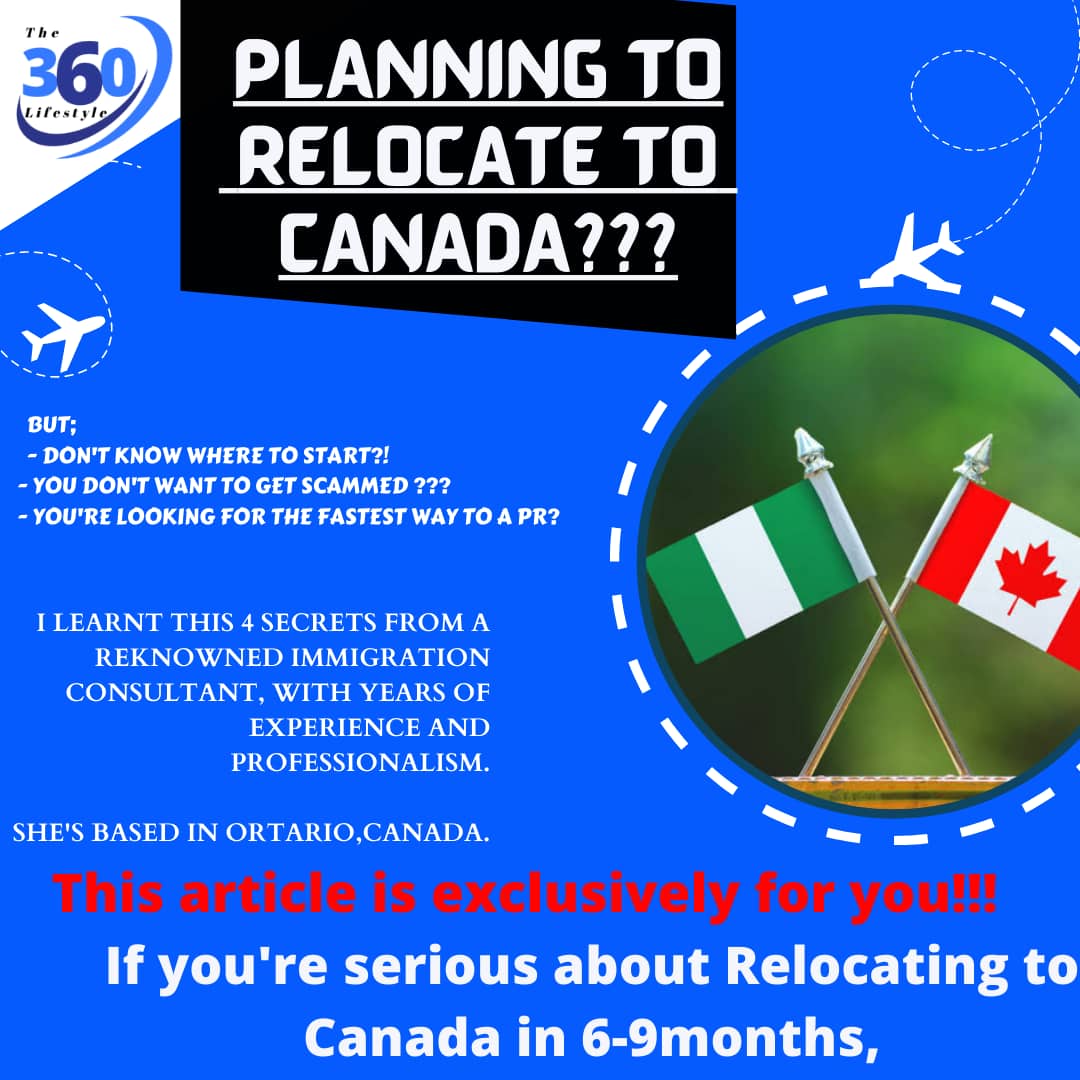 The
360
Lifestyle
PLANNING TO
RELOCATE TO
CANADA???
BUT;
- DON'T KNOW WHERE TO START?!
- YOU DON'T WANT TO GET SCAMMED ???
- YOU'RE LOOKING FOR THE FASTEST WAY TO A PR?
I LEARNT THIS 4 SECRETS FROM A
REKNOWNED IMMIGRATION
CONSULTANT, WITH YEARS OF
EXPERIENCE AND
PROFESSIONALISM.
SHE'S BASED IN ORTARIO,CANADA.
This article is exclusively for you!!!
If you're serious about Relocating to
Canada in 6-9months,